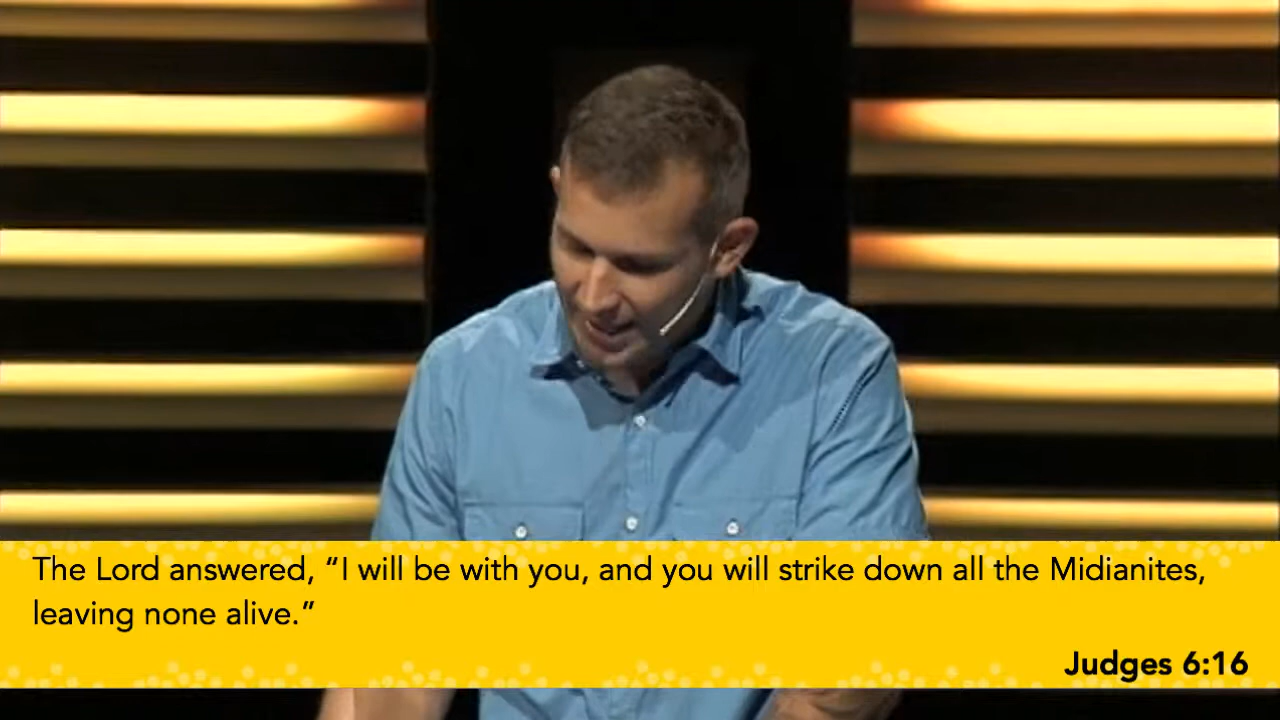 The Lord answered, “I will be with you, and you will strike down all the Midianites,
leaving none alive.”
Judges 6:16